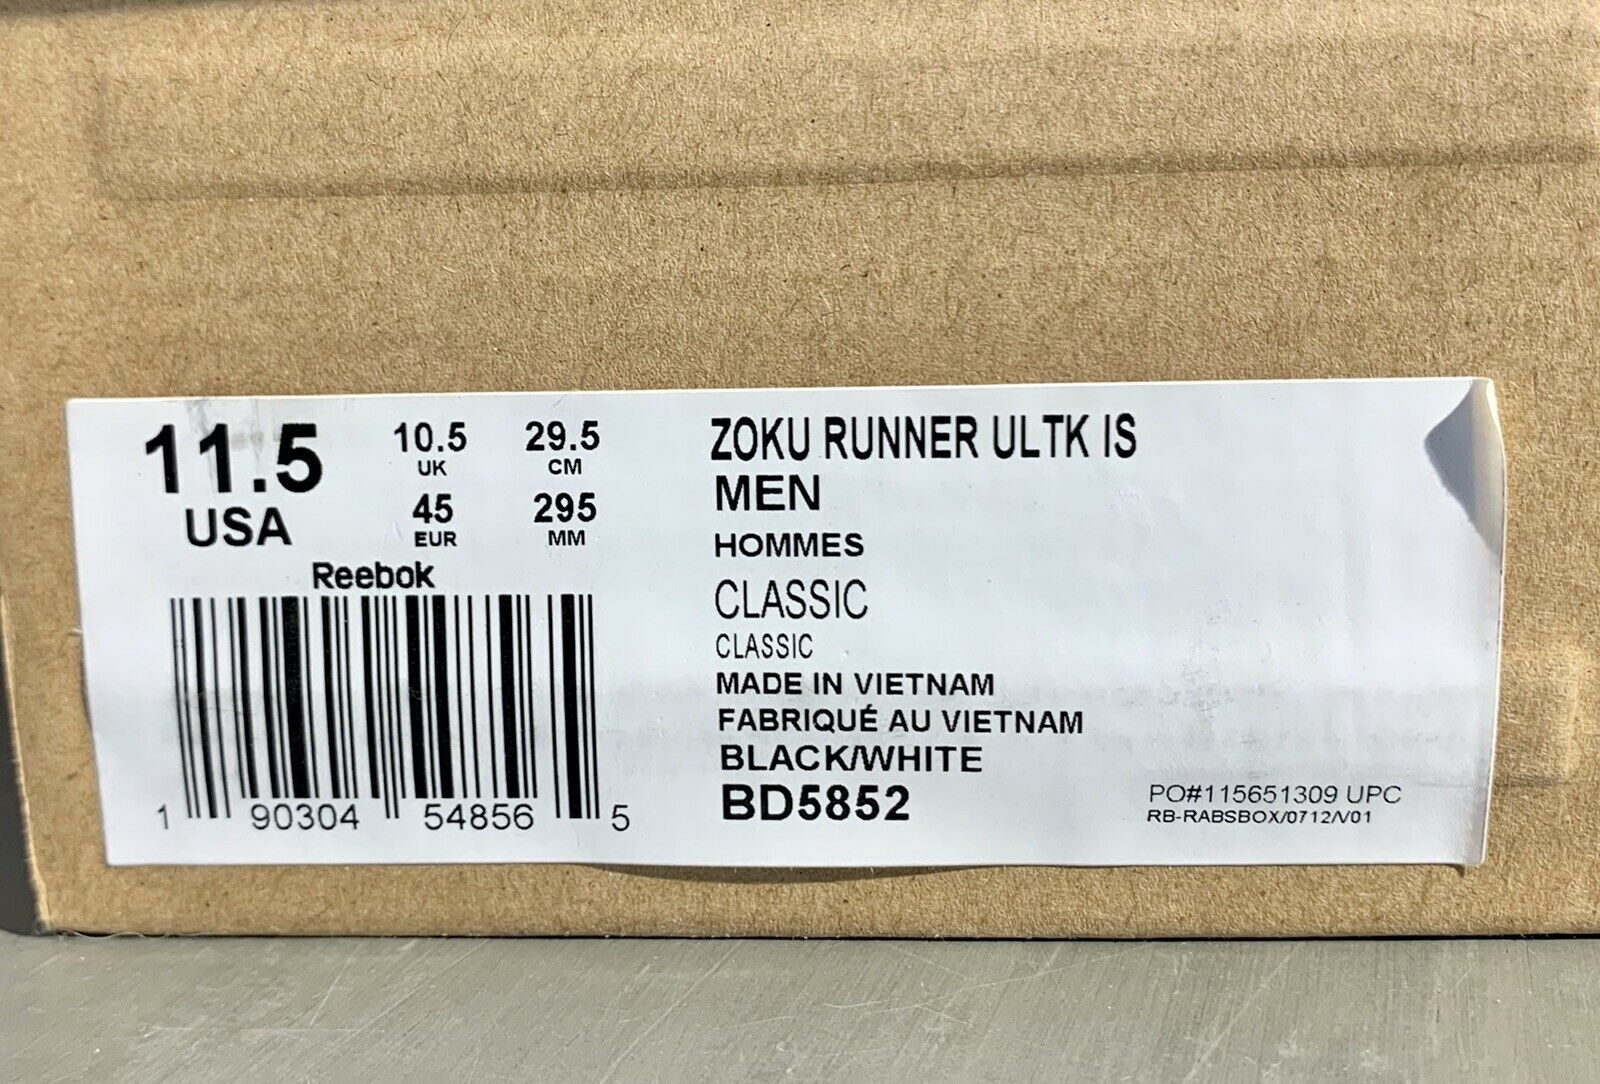 11.5 10.5 29.5
USA UK CM
45 295
EUR MM
Reebok
1 90304 54856 5
ZOKU RUNNER ULTK IS
MEN
HOMMES
CLASSIC
CLASSIC
MADE IN VIETNAM
FABRIQUÉ AU VIETNAM
BLACK/WHITE
BD5852
PO#115651309 UPC
RB-RABSBOX/0712/V01